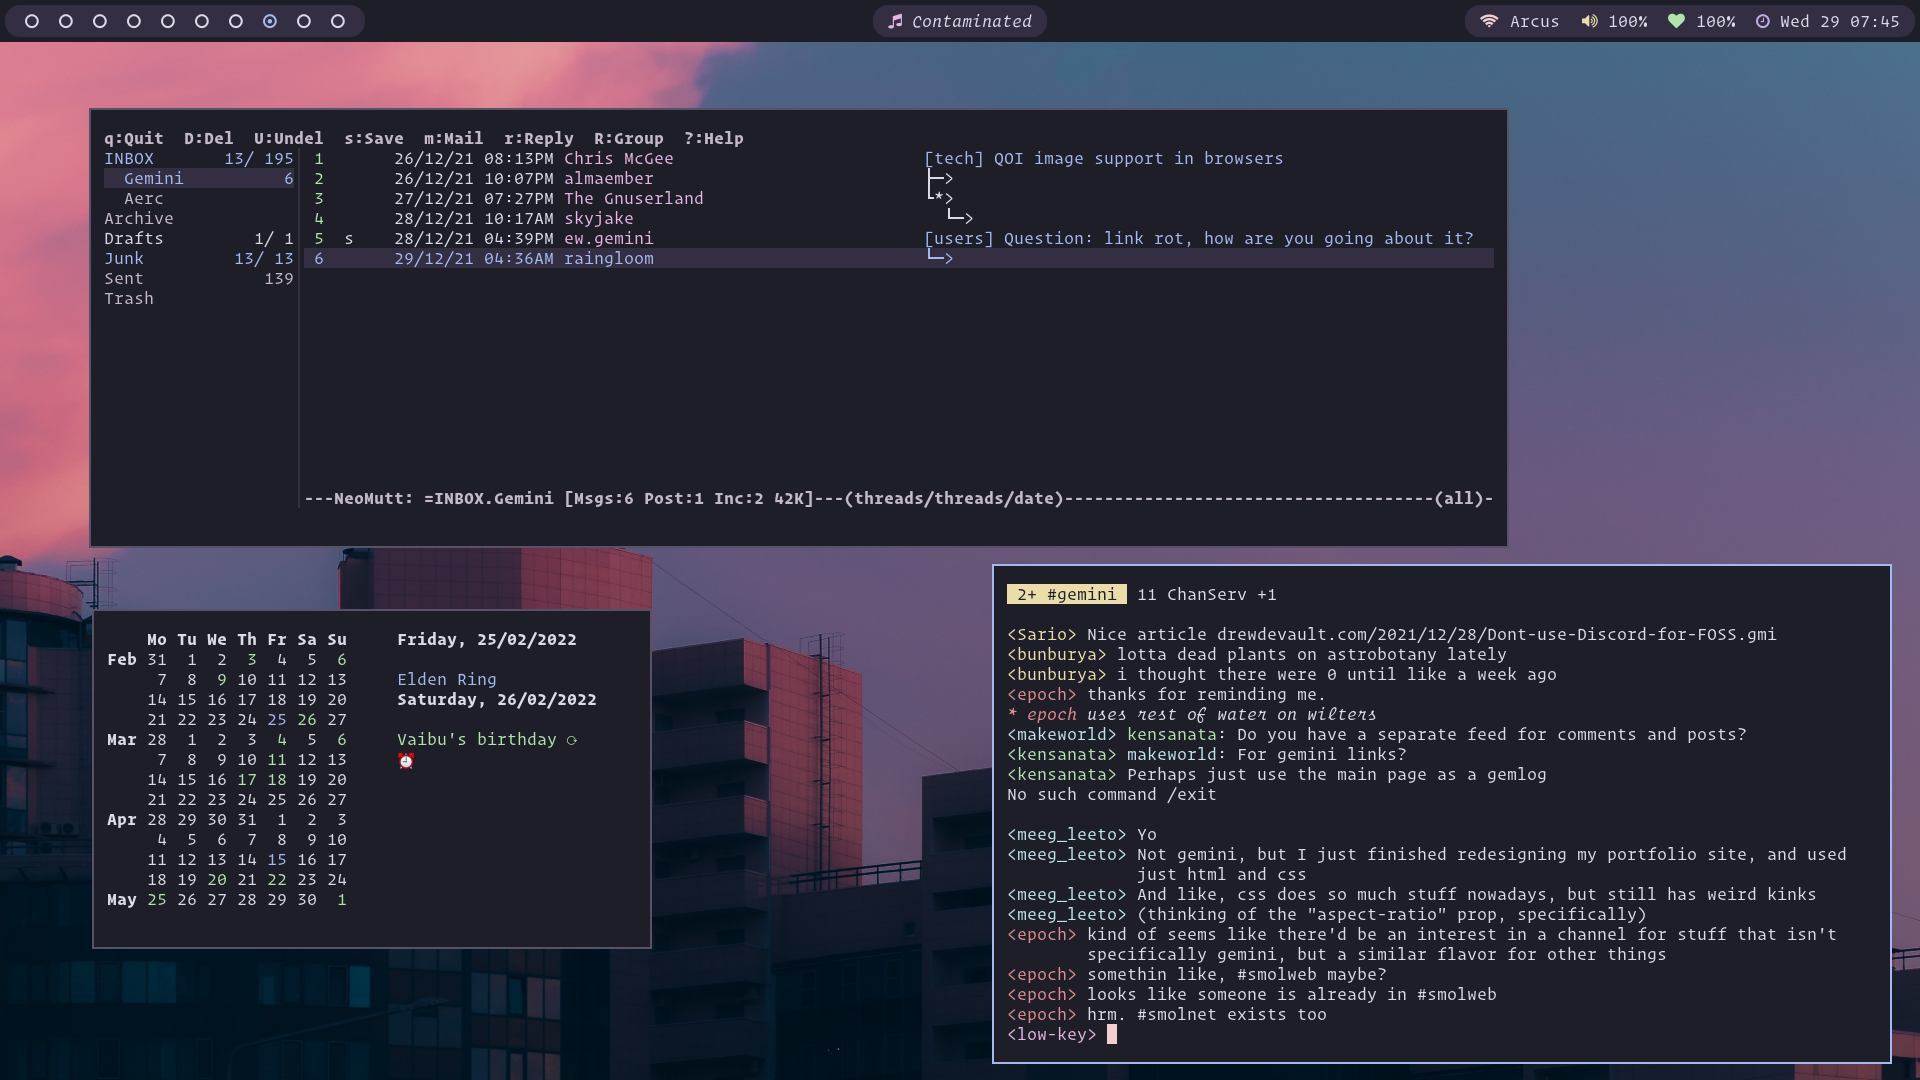 Contaminated
Arcus 100% 100% Wed 29 07:45
q:Quit D:Del U:Undel s:Save m:Mail r:Reply R:Group ?:Help
INBOX 13/ 195
Gemini 6
Aerc
Archive
Drafts 1/ 1
Junk 13/ 13
Sent 139
Trash
1 26/12/21 08:13PM Chris McGee [tech] QOI image support in browsers
2 26/12/21 10:07PM almaember ├─>
3 27/12/21 07:27PM The Gnuserland └*>
4 28/12/21 10:17AM skyjake └─>
5 s 28/12/21 04:39PM ew.gemini [users] Question: link rot, how are you going about it?
6 29/12/21 04:36AM raingloom └─>
---NeoMutt: =INBOX.Gemini [Msgs:6 Post:1 Inc:2 42K]---(threads/threads/date)-------------------------------------(all)-
Mo Tu We Th Fr Sa Su
Feb 31 1 2 3 4 5 6
7 8 9 10 11 12 13
14 15 16 17 18 19 20
21 22 23 24 25 26 27
Mar 28 1 2 3 4 5 6
7 8 9 10 11 12 13
14 15 16 17 18 19 20
21 22 23 24 25 26 27
Apr 28 29 30 31 1 2 3
4 5 6 7 8 9 10
11 12 13 14 15 16 17
18 19 20 21 22 23 24
May 25 26 27 28 29 30 1
Friday, 25/02/2022
Elden Ring
Saturday, 26/02/2022
Vaibu's birthday ⟳
⏰
2+ #gemini 11 ChanServ +1
<Sario> Nice article drewdevault.com/2021/12/28/Dont-use-Discord-for-FOSS.gmi
<bunburya> lotta dead plants on astrobotany lately
<bunburya> i thought there were 0 until like a week ago
<epoch> thanks for reminding me.
* epoch uses rest of water on wilters
<makeworld> kensanata: Do you have a separate feed for comments and posts?
<kensanata> makeworld: For gemini links?
<kensanata> Perhaps just use the main page as a gemlog
No such command /exit
<meeg_leeto> Yo
<meeg_leeto> Not gemini, but I just finished redesigning my portfolio site, and used
just html and css
<meeg_leeto> And like, css does so much stuff nowadays, but still has weird kinks
<meeg_leeto> (thinking of the "aspect-ratio" prop, specifically)
<epoch> kind of seems like there'd be an interest in a channel for stuff that isn't
specifically gemini, but a similar flavor for other things
<epoch> somethin like, #smolweb maybe?
<epoch> looks like someone is already in #smolweb
<epoch> hrm. #smolnet exists too
<low-key>